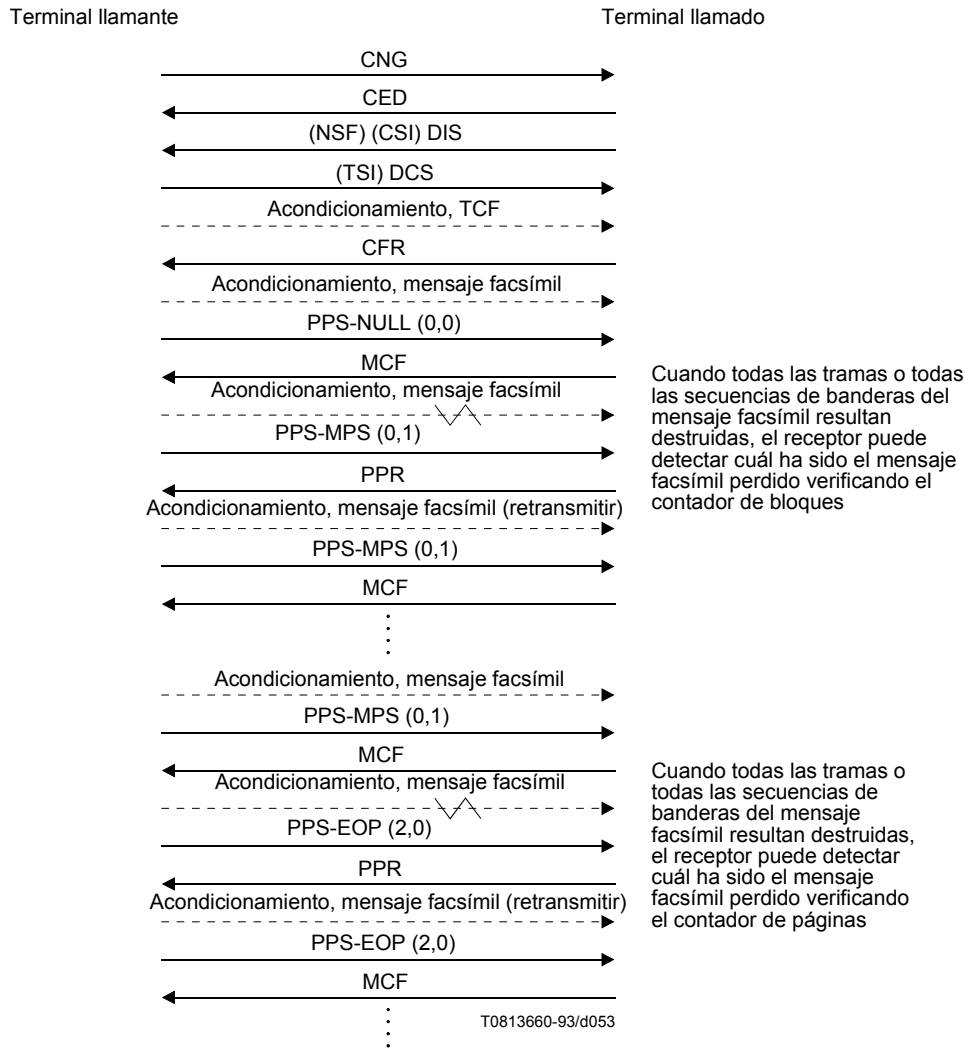 Terminal llamante
Terminal llamado
CNG
CED
(NSF) (CSI) DIS
(TSI) DCS
Acondicionamiento, TCF
CFR
Acondicionamiento, mensaje facsímil
PPS-NULL (0,0)
MCF
Acondicionamiento, mensaje facsímil
PPS-MPS (0,1)
PPR
Acondicionamiento, mensaje facsímil (retransmitir)
PPS-MPS (0,1)
MCF
Cuando todas las tramas o todas
las secuencias de banderas del
mensaje facsímil resultan
destruidas, el receptor puede
detectar cuál ha sido el mensaje
facsímil perdido verificando el
contador de bloques
Acondicionamiento, mensaje facsímil
PPS-MPS (0,1)
MCF
Acondicionamiento, mensaje facsímil
PPS-EOP (2,0)
PPR
Acondicionamiento, mensaje facsímil (retransmitir)
PPS-EOP (2,0)
MCF
Cuando todas las tramas o
todas las secuencias de
banderas del mensaje
facsímil resultan destruidas,
el receptor puede detectar
cuál ha sido el mensaje
facsímil perdido verificando
el contador de páginas
T0813660-93/d053